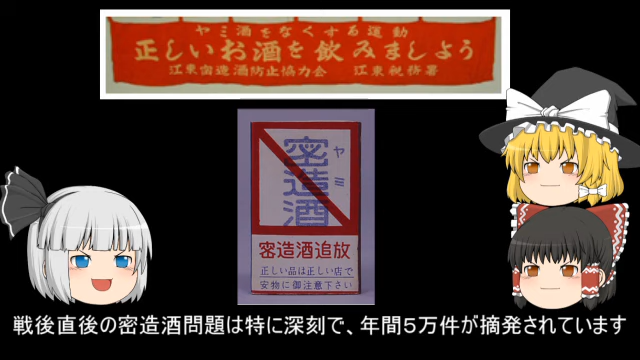 ヤミ酒をなくする運動
正しいお酒を飲みましよう
江東密造酒防止協力会　江東税務署
ヤミ
密造酒
密造酒追放
正しい品は正しい店で
安物に御注意下さい
戦後直後の密造酒問題は特に深刻で、年間５万件が摘発されています